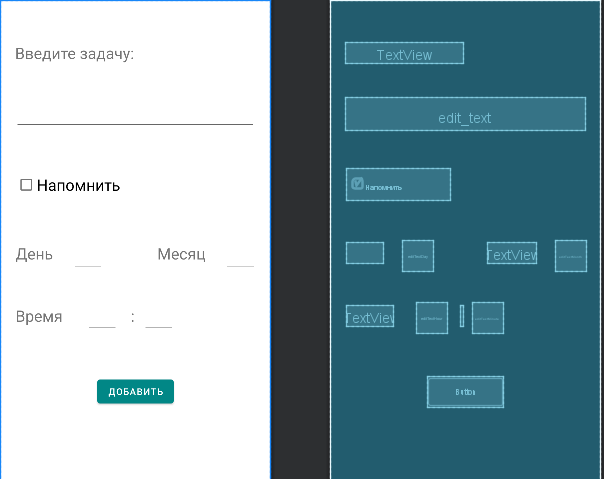 Введите задачу:
Напомнить
День Месяц
Время :
ДОБАВИТЬ
TextView
edit_text
Напомнить
TextView
TextView
Button